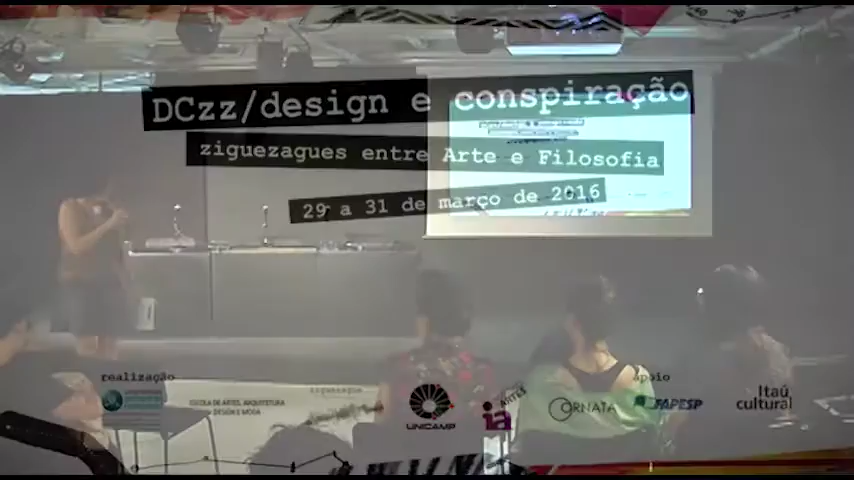 DCzz/design e conspiração
ziguezagues entre Arte e Filosofia
29 a 31 de março de 2016
realização
apoio
ESCOLA DE ARTES, ARQUITETURA
DESIGN E MODA
UNICAMP
ia ARTES
ORNATA
FAPESP
Itaú
cultural